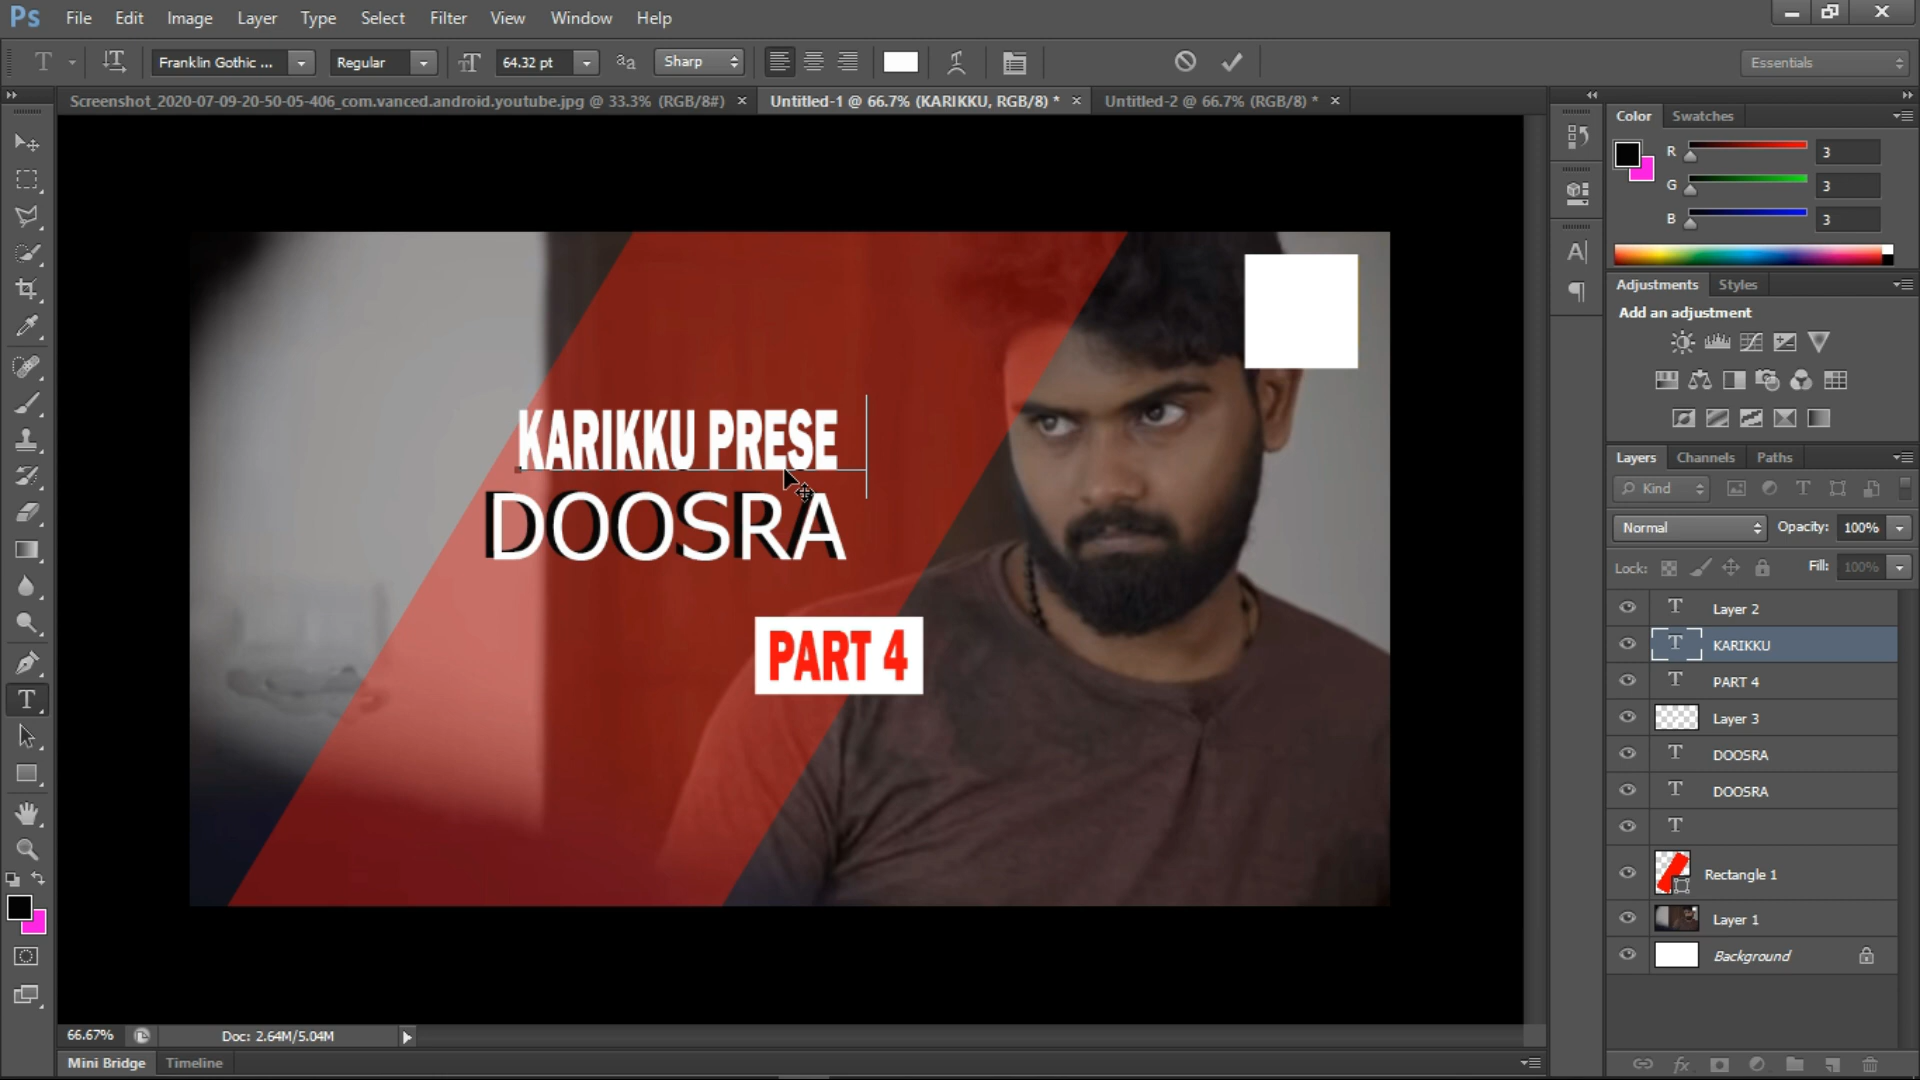 Ps File Edit Image Layer Type Select Filter View Window Help
T Franklin Gothic ... Regular 64.32 pt aa Sharp Essentials
Screenshot_2020-07-09-20-50-05-406_com.vanced.android.youtube.jpg @ 33.3% (RGB/8#) × Untitled-1 @ 66.7% (KARIKKU, RGB/8) * × Untitled-2 @ 66.7% (RGB/8) * ×
Color Swatches
R 3
G 3
B 3
Adjustments Styles
Add an adjustment
KARIKKU PRESE
DOOSRA
PART 4
Layers Channels Paths
Kind
Normal Opacity: 100%
Lock: Fill: 100%
T Layer 2
T KARIKKU
T PART 4
Layer 3
T DOOSRA
T DOOSRA
T
Rectangle 1
Layer 1
Background
66.67% Doc: 2.64M/5.04M
Mini Bridge Timeline
fx